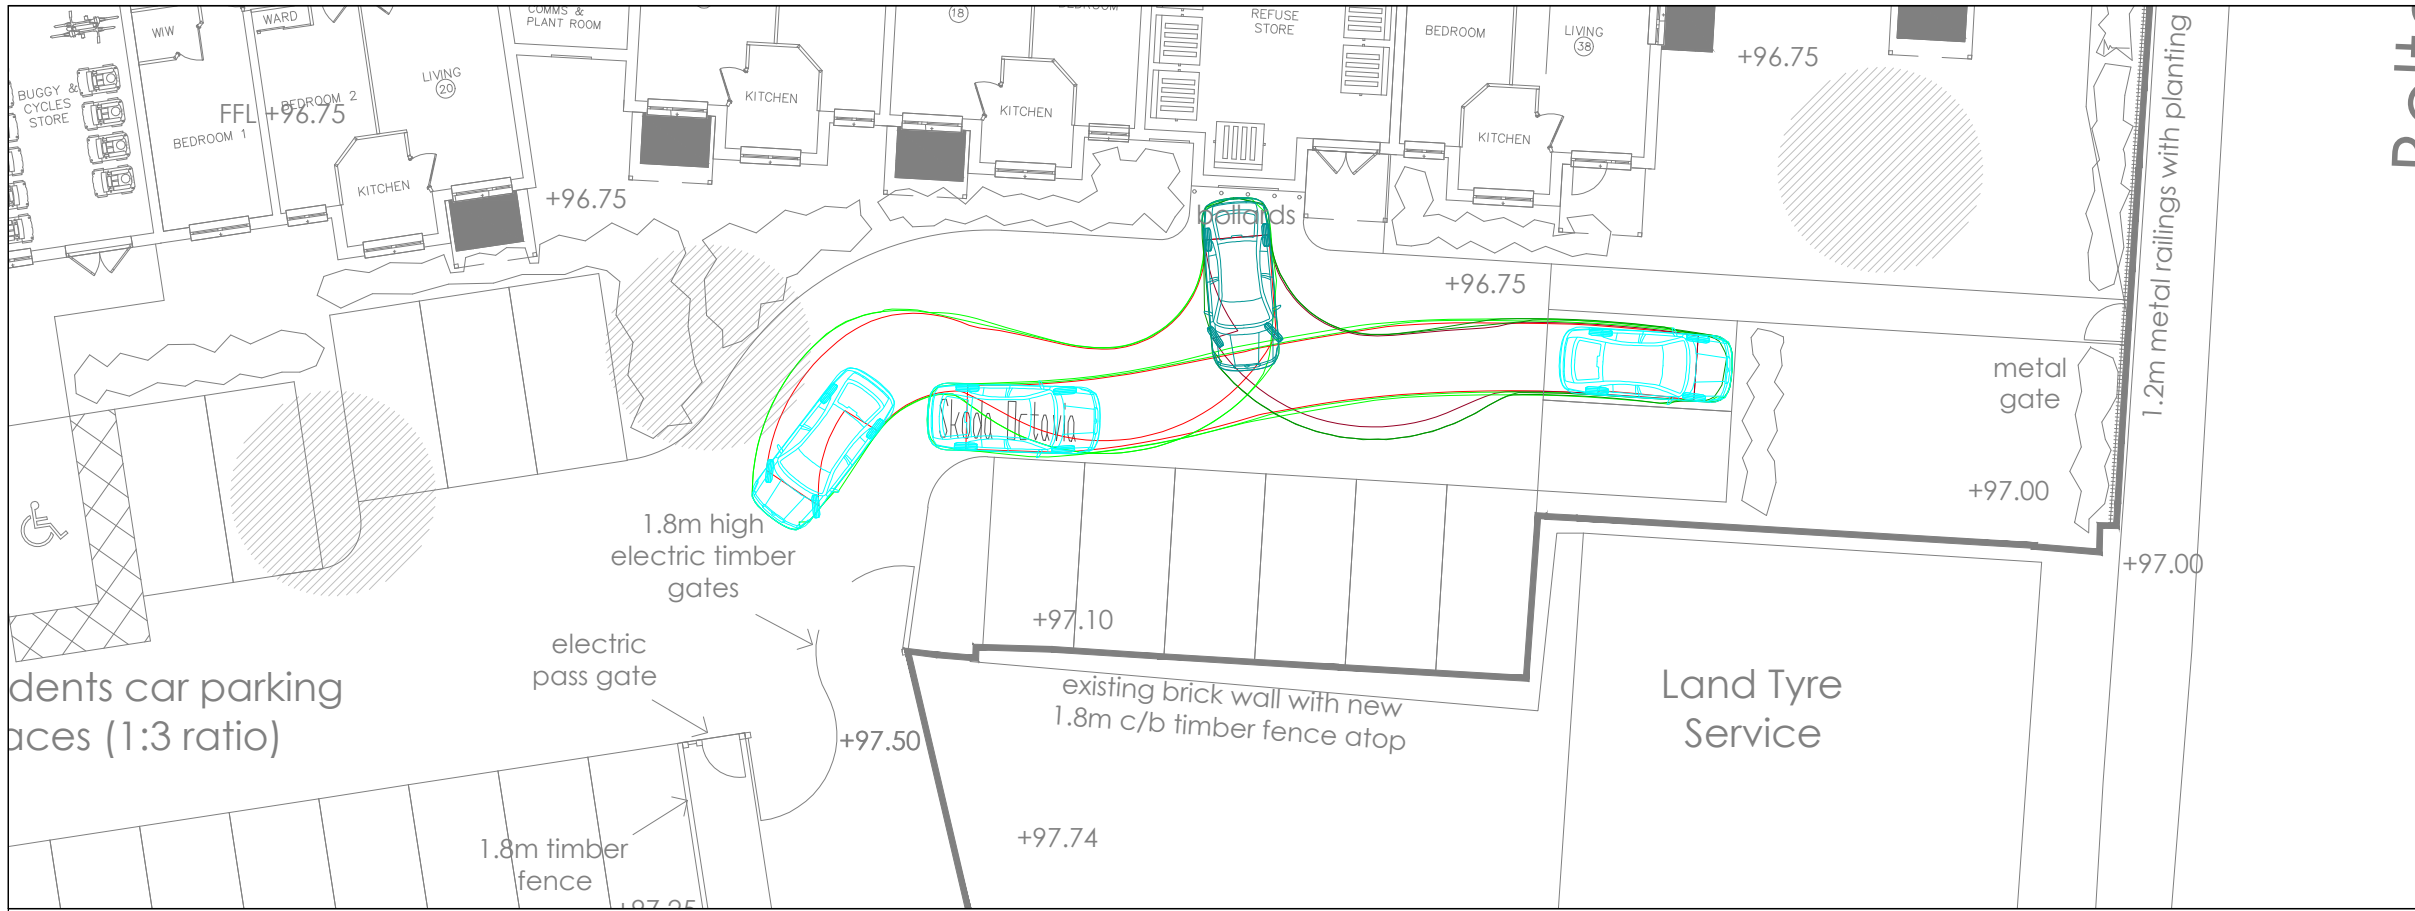 COMMS &
PLANT ROOM
18
REFUSE
STORE
BEDROOM
LIVING
38
+96.75
WIW
WARD
LIVING
20
BUGGY &
CYCLES
STORE
FFL +96.75
BEDROOM 2
BEDROOM 1
KITCHEN
KITCHEN
KITCHEN
KITCHEN
+96.75
bollards
+96.75
1.2m metal railings with planting
metal
gate
Skoda Octavia
+97.00
+97.00
1.8m high
electric timber
gates
electric
pass gate
+97.10
dents car parking
aces (1:3 ratio)
existing brick wall with new
1.8m c/b timber fence atop
Land Tyre
Service
+97.50
1.8m timber
fence
+97.74
+97.25